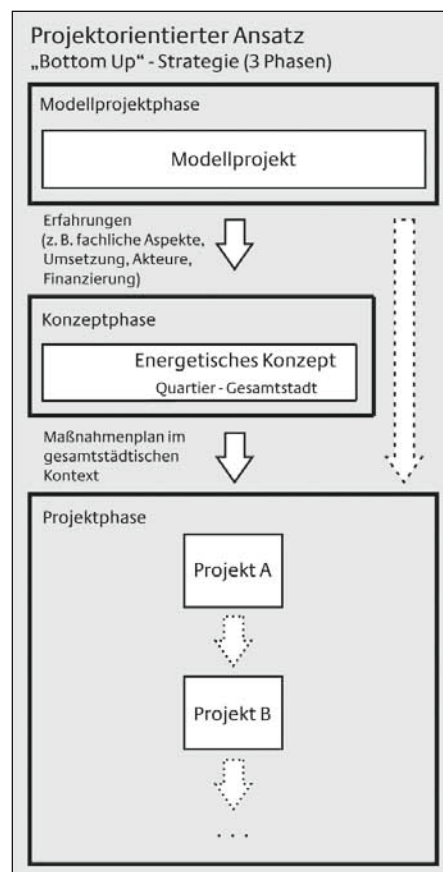 Projektorientierter Ansatz
„Bottom Up“ - Strategie (3 Phasen)
Modellprojektphase
Modellprojekt
Erfahrungen
(z. B. fachliche Aspekte,
Umsetzung, Akteure,
Finanzierung)
Konzeptphase
Energetisches Konzept
Quartier - Gesamtstadt
Maßnahmenplan im
gesamtstädtischen
Kontext
Projektphase
Projekt A
Projekt B
. . .